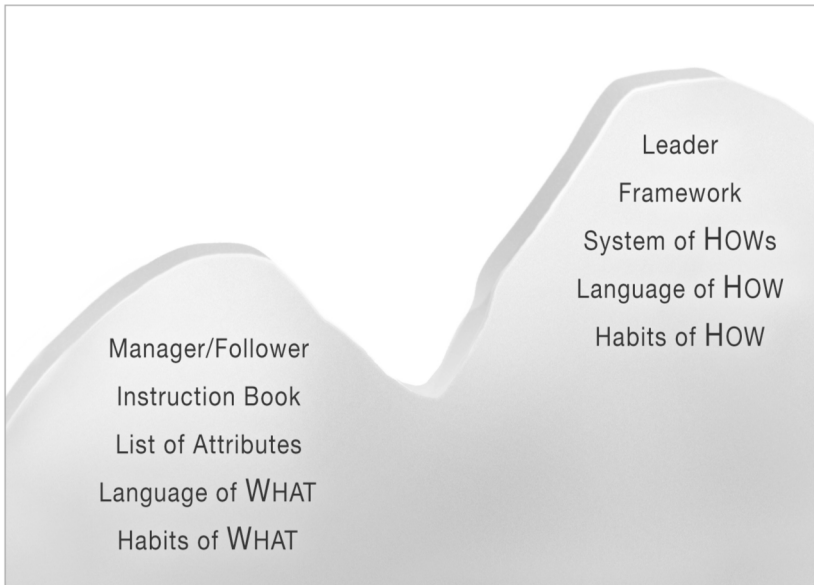 Leader
Framework
System of HOWs
Language of HOW
Habits of HOW
Manager/Follower
Instruction Book
List of Attributes
Language of WHAT
Habits of WHAT